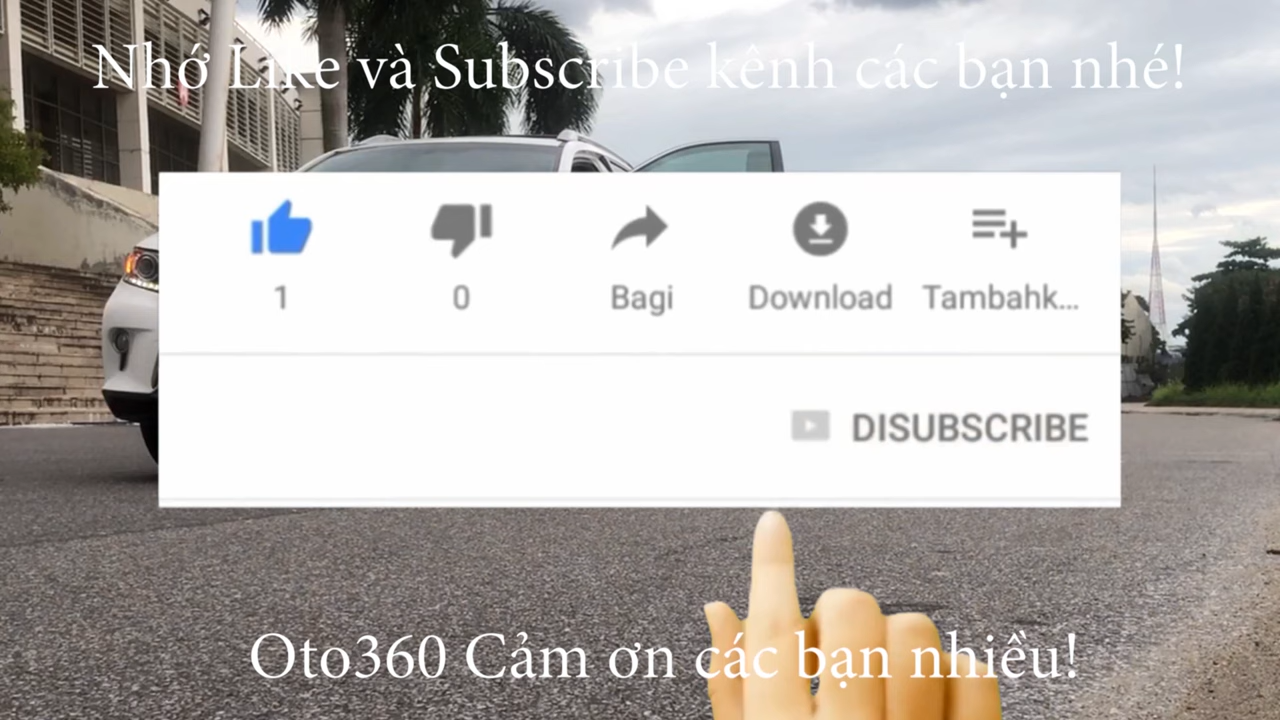 Nhớ Like và Subscribe kênh các bạn nhé!
1 0 Bagi Download Tambahk...
DISUBSCRIBE
Oto360 Cảm ơn các bạn nhiều!